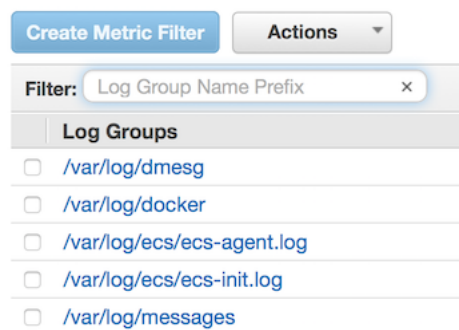 Create Metric Filter Actions
Filter: Log Group Name Prefix ×
Log Groups
/var/log/dmesg
/var/log/docker
/var/log/ecs/ecs-agent.log
/var/log/ecs/ecs-init.log
/var/log/messages